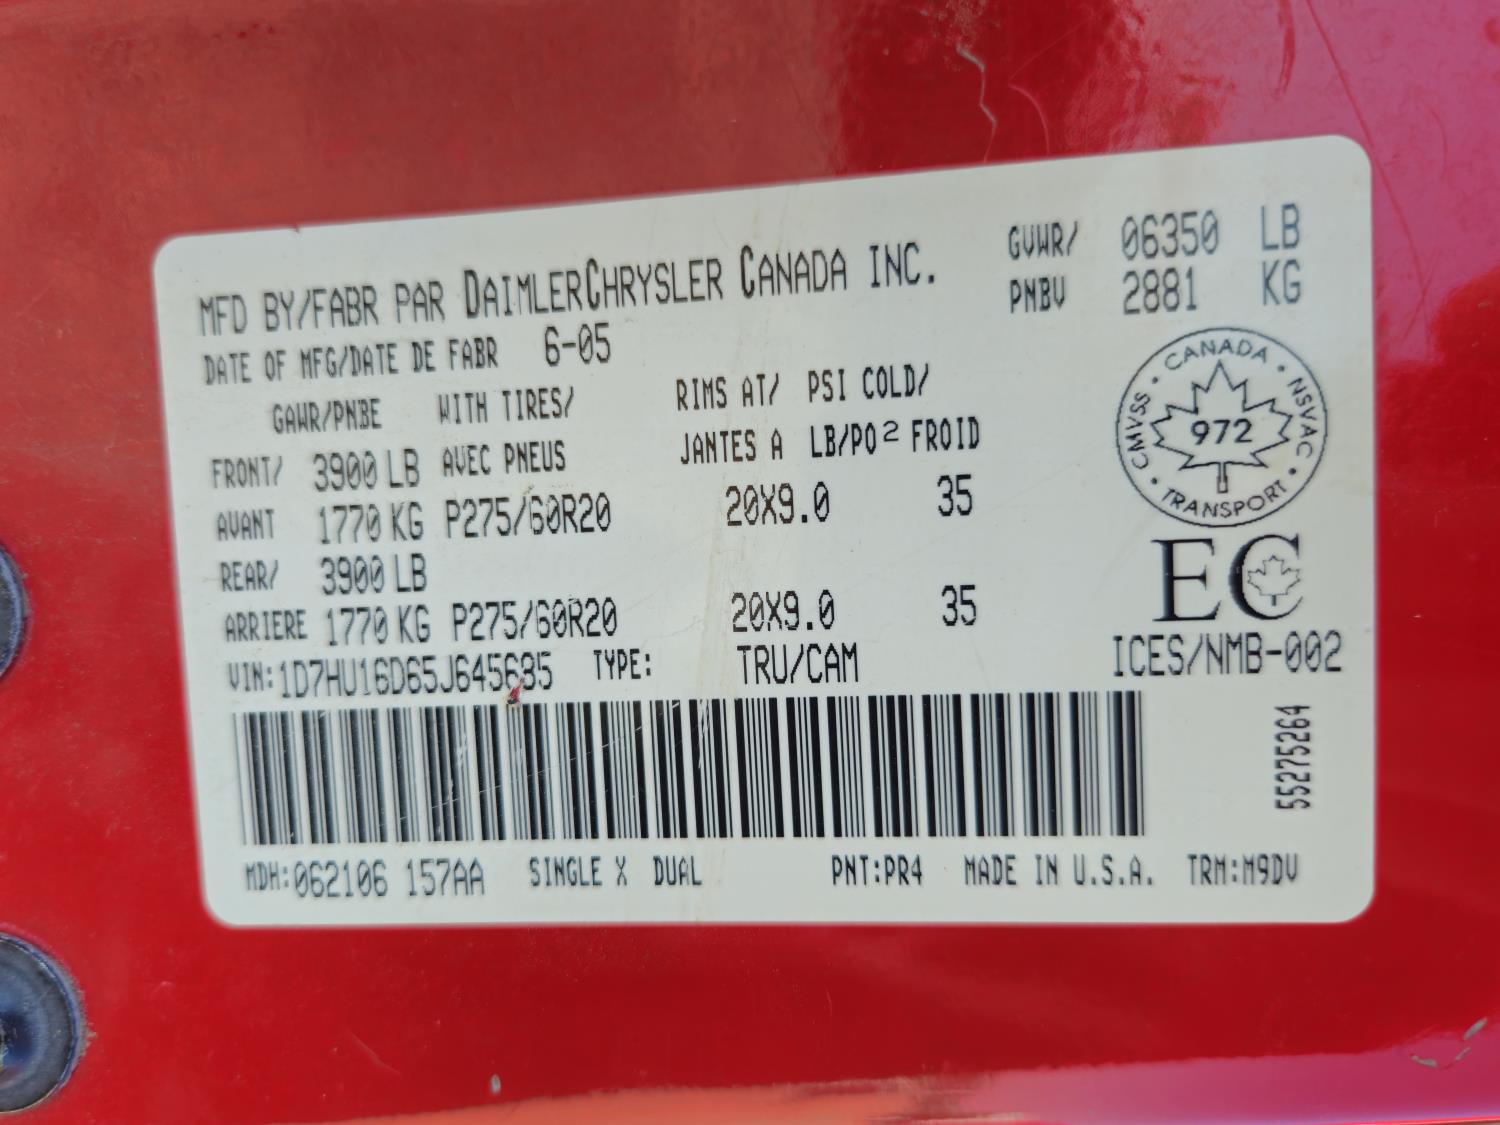 MFD BY/FABR PAR DAIMLERCHRYSLER CANADA INC.
GVWR/ 06350 LB
PNBV 2881 KG
DATE OF MFG/DATE DE FABR 6-05
GAWR/PNBE WITH TIRES/ RIMS AT/ PSI COLD/
FRONT/ 3900 LB AVEC PNEUS JANTES A LB/PO² FROID
AVANT 1770 KG P275/60R20 20X9.0 35
REAR/ 3900 LB
ARRIERE 1770 KG P275/60R20 20X9.0 35
VIN: TYPE: TRU/CAM
CANADA · NSVAC · TRANSPORT · CMVSS ·
972
EC
ICES/NMB-002
55275264
MDH:062106 157AA SINGLE X DUAL PNT:PR4 MADE IN U.S.A. TRM:M9DV